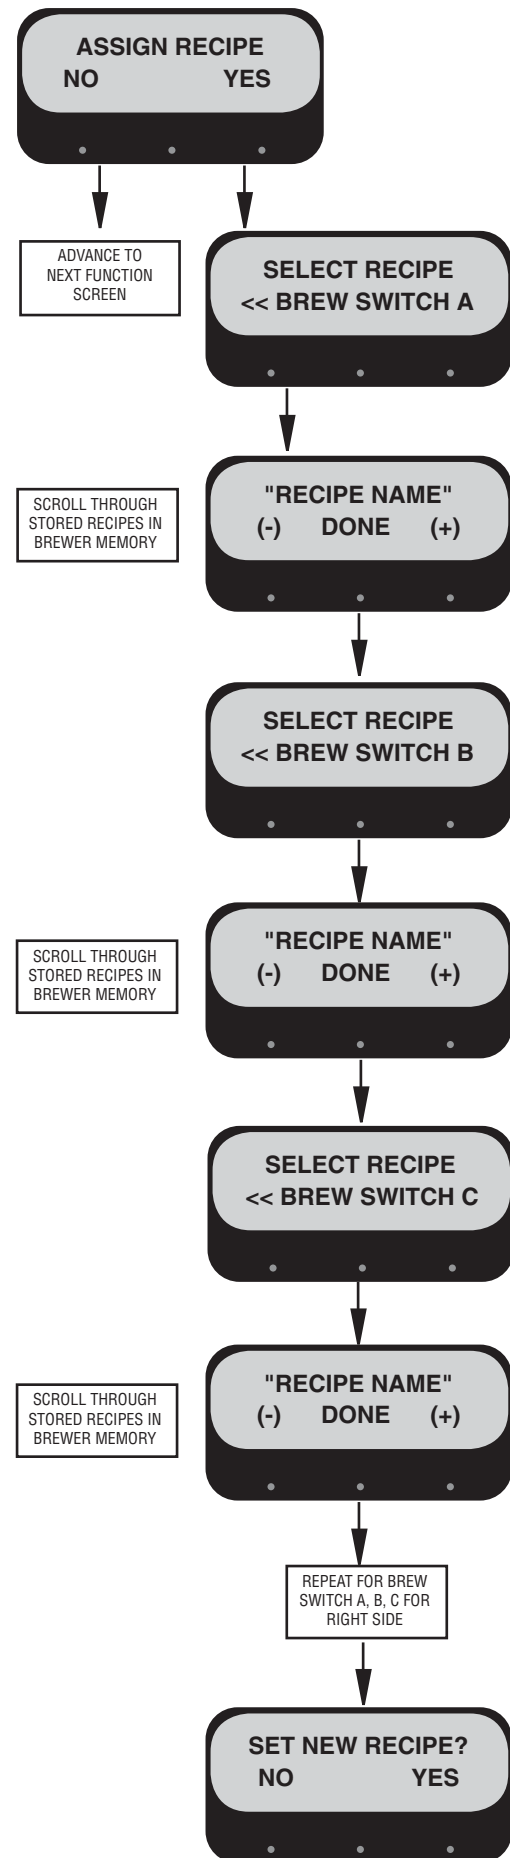 ASSIGN RECIPE
NO YES
ADVANCE TO
NEXT FUNCTION
SCREEN
SELECT RECIPE
<< BREW SWITCH A
SCROLL THROUGH
STORED RECIPES IN
BREWER MEMORY
"RECIPE NAME"
(-) DONE (+)
SELECT RECIPE
<< BREW SWITCH B
SCROLL THROUGH
STORED RECIPES IN
BREWER MEMORY
"RECIPE NAME"
(-) DONE (+)
SELECT RECIPE
<< BREW SWITCH C
SCROLL THROUGH
STORED RECIPES IN
BREWER MEMORY
"RECIPE NAME"
(-) DONE (+)
REPEAT FOR BREW
SWITCH A, B, C FOR
RIGHT SIDE
SET NEW RECIPE?
NO YES